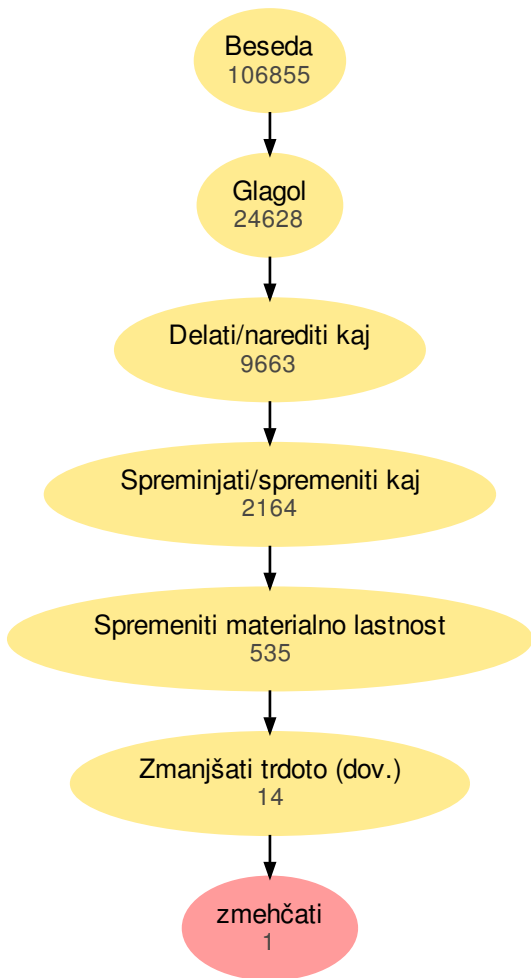 Beseda
106855
Glagol
24628
Delati/narediti kaj
9663
Spreminjati/spremeniti kaj
2164
Spremeniti materialno lastnost
535
Zmanjšati trdoto (dov.)
14
zmehčati
1